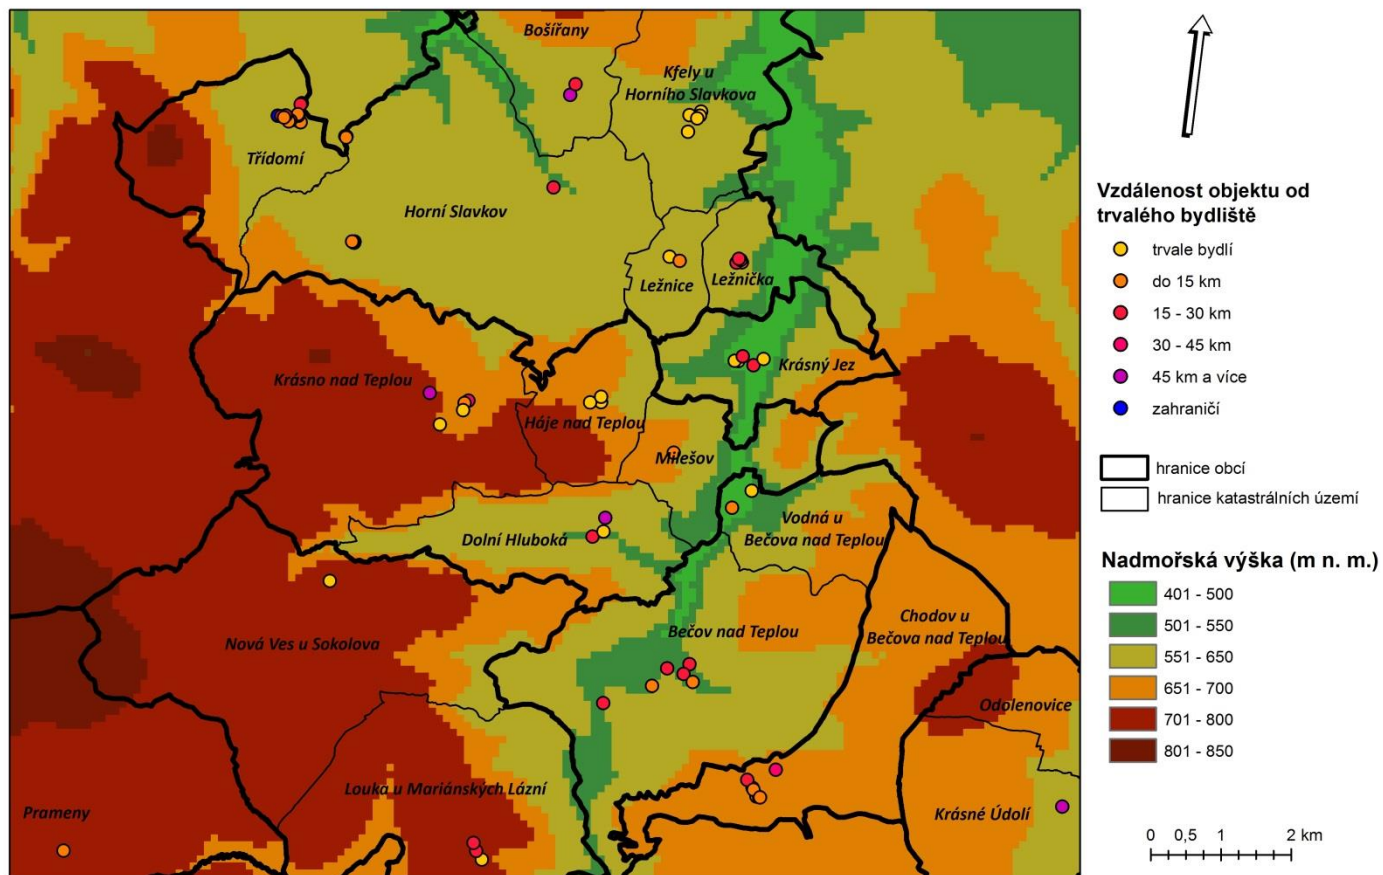 Bošířany
Kfely u
Horního Slavkova
Třídomí
Horní Slavkov
Ležnice
Ležnička
Krásný Jez
Krásno nad Teplou
Háje nad Teplou
Milešov
Dolní Hluboká
Vodná u
Bečova nad Teplou
Nová Ves u Sokolova
Bečov nad Teplou
Chodov u
Bečova nad Teplou
Odolenovice
Louka u Mariánských Lázní
Prameny
Krásné Údolí
Vzdálenost objektu od
trvalého bydliště
trvale bydlí
do 15 km
15 - 30 km
30 - 45 km
45 km a více
zahraničí
hranice obcí
hranice katastrálních území
Nadmořská výška (m n. m.)
401 - 500
501 - 550
551 - 650
651 - 700
701 - 800
801 - 850
0 0,5 1 2 km